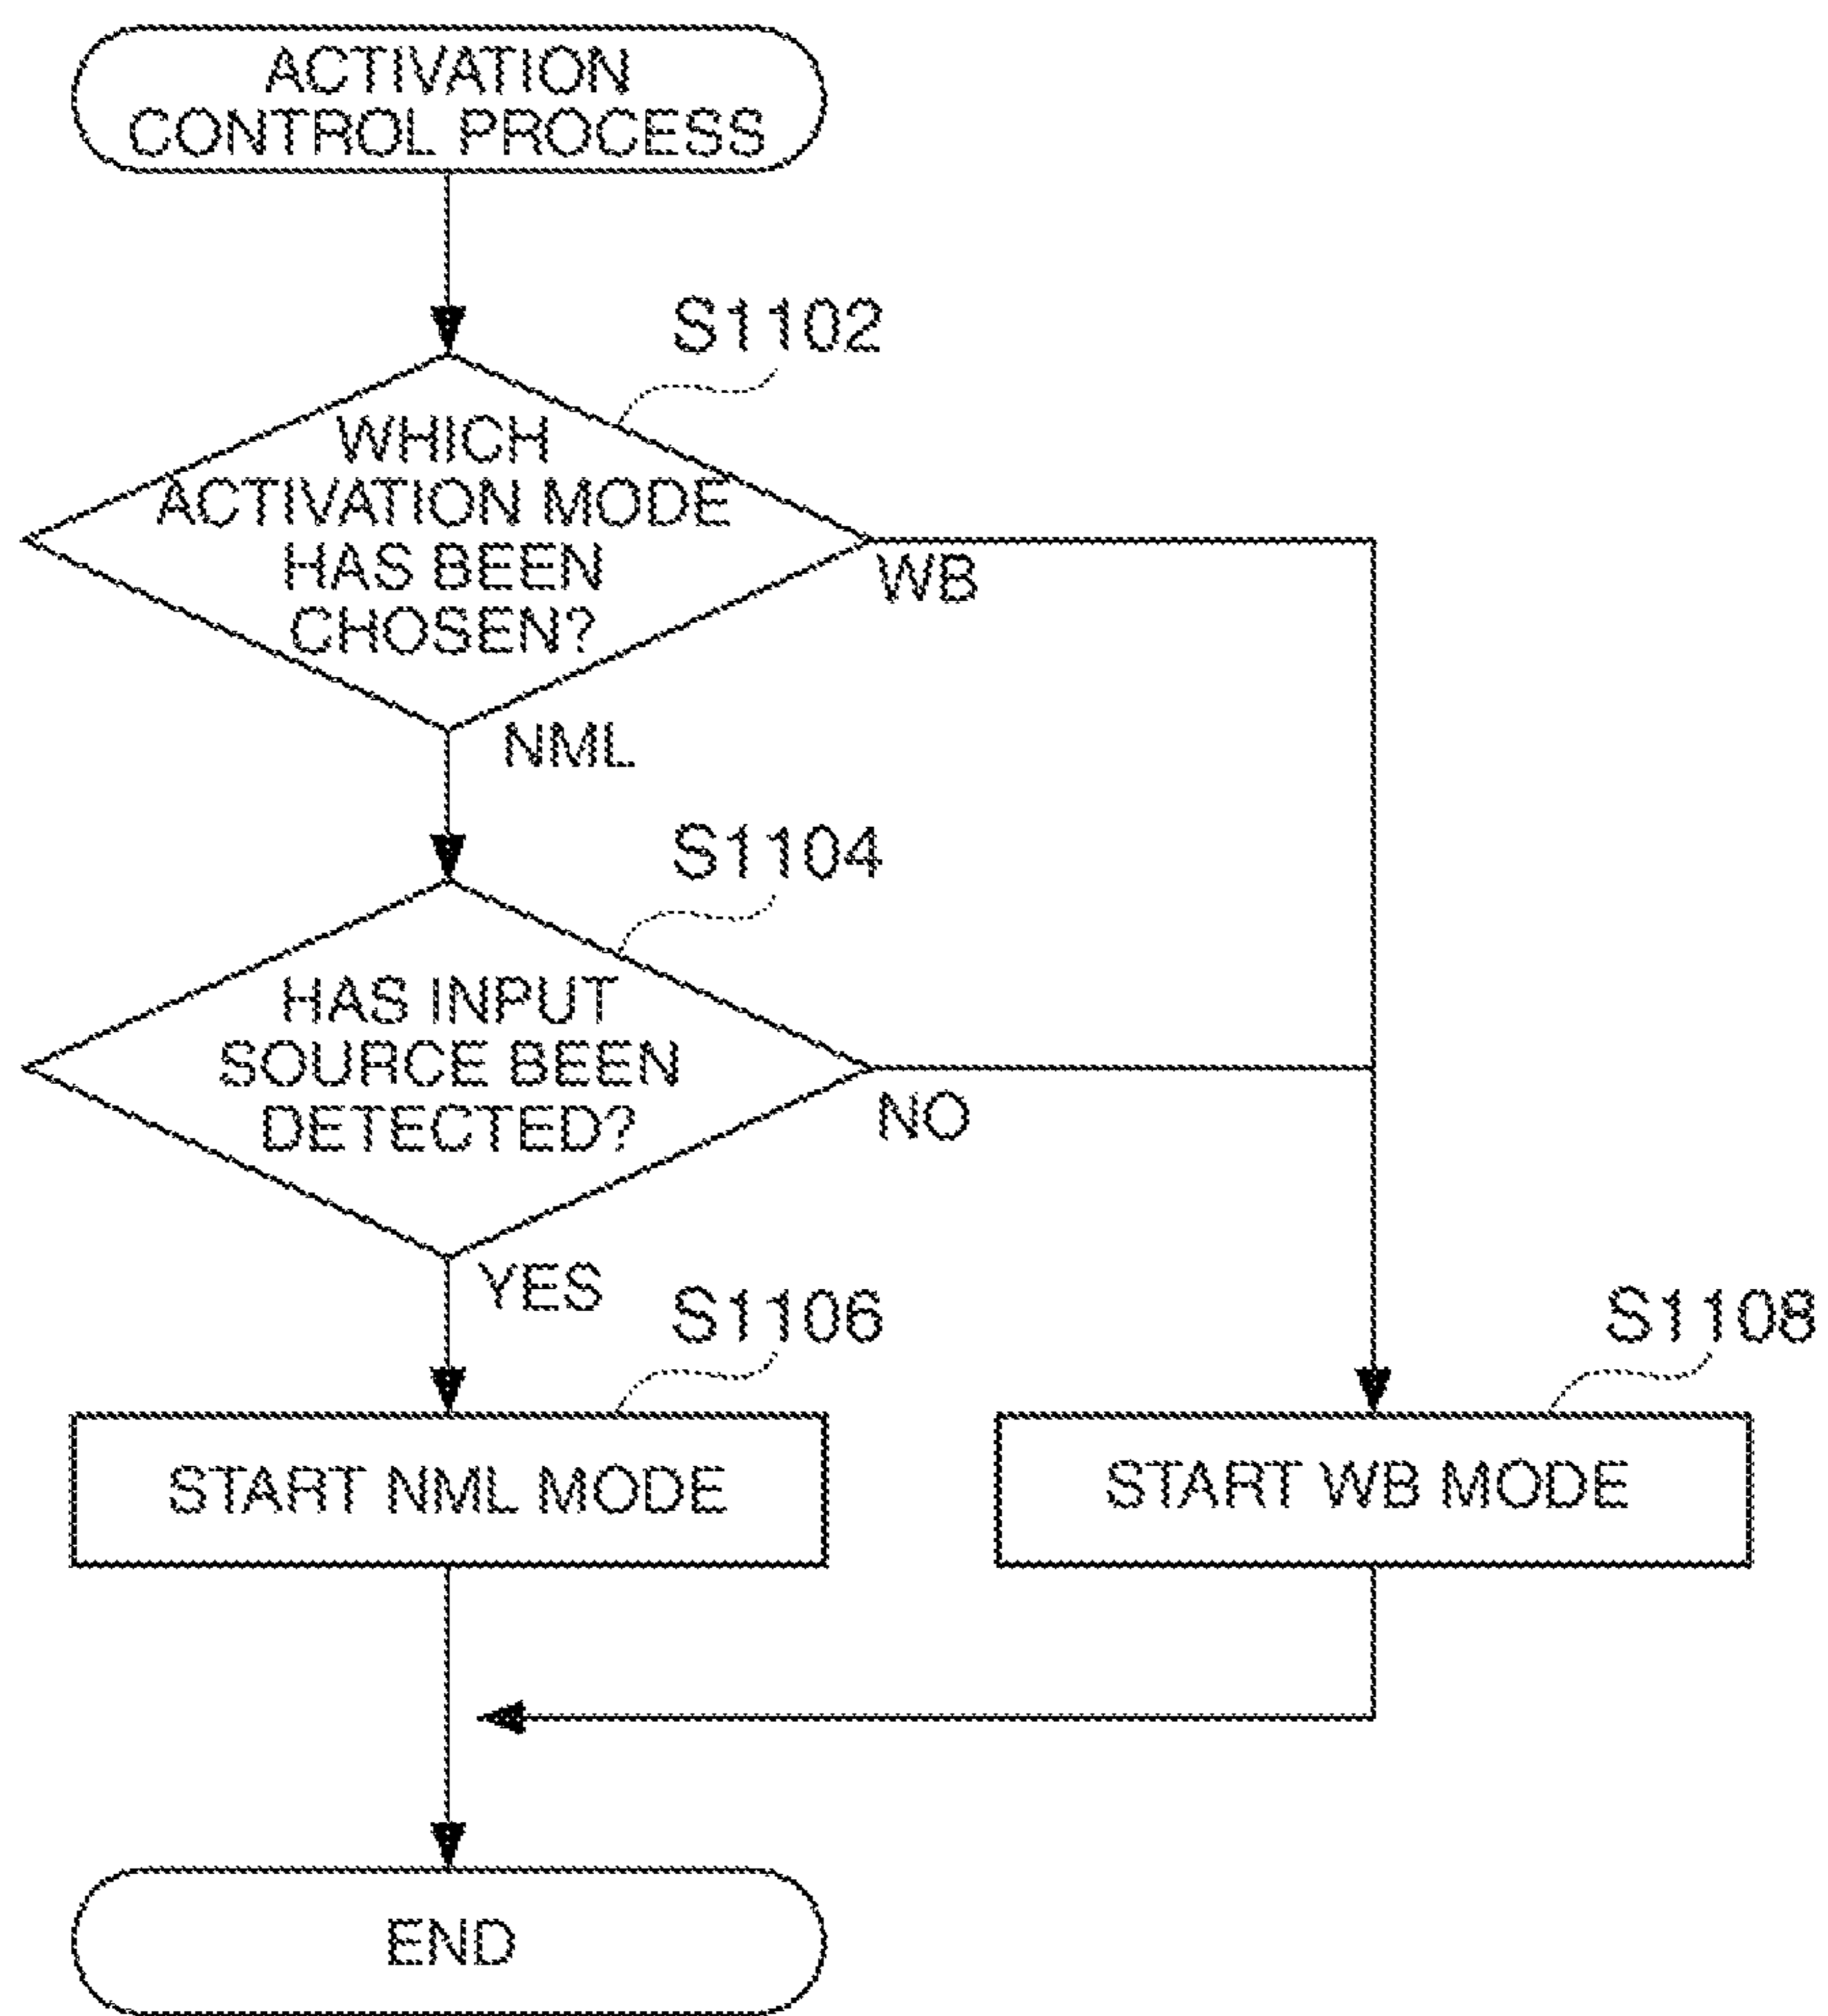 ACTIVATION
CONTROL PROCESS
S1102
WHICH
ACTIVATION MODE
HAS BEEN
CHOSEN?
WB
NML
S1104
HAS INPUT
SOURCE BEEN
DETECTED?
NO
YES
S1106
S1108
START NML MODE
START WB MODE
END